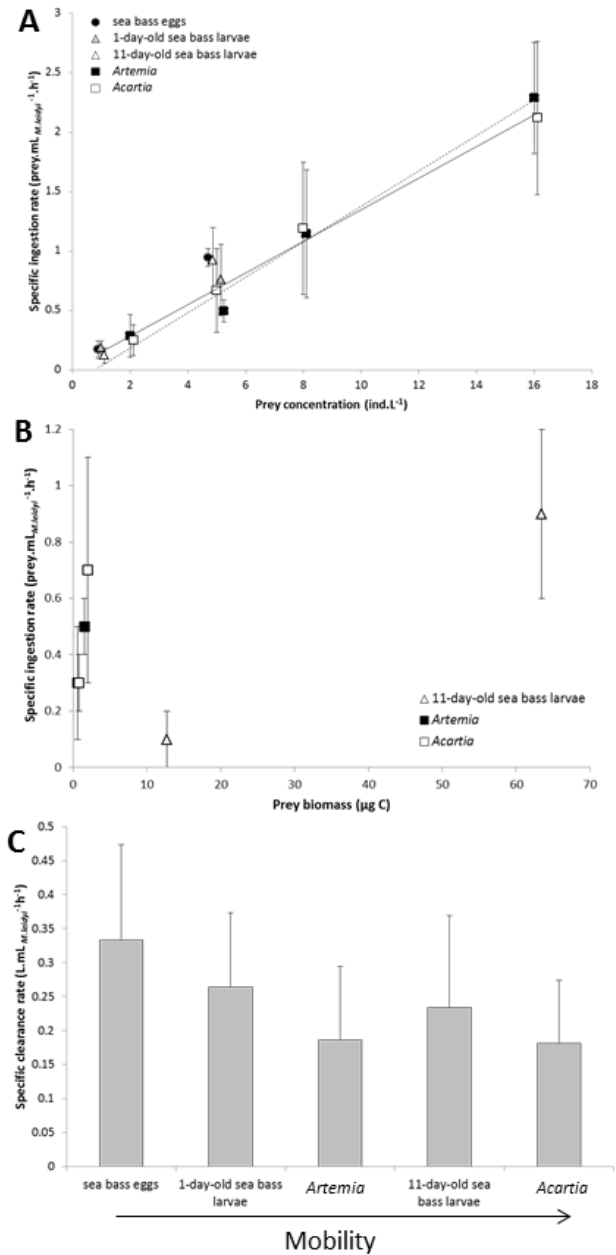 A
sea bass eggs
1-day-old sea bass larvae
11-day-old sea bass larvae
Artemia
Acartia
Specific ingestion rate (prey.mL M.leidyi -1.h-1)
3
2.5
2
1.5
1
0.5
0
0 2 4 6 8 10 12 14 16 18
Prey concentration (ind.L-1)
B
Specific ingestion rate (prey.mL M.leidyi -1.h-1)
1.2
1
0.8
0.6
0.4
0.2
0
11-day-old sea bass larvae
Artemia
Acartia
0 10 20 30 40 50 60 70
Prey biomass (µg C)
C
Specific clearance rate (L.mL M.leidyi -1h-1)
0.5
0.45
0.4
0.35
0.3
0.25
0.2
0.15
0.1
0.05
0
sea bass eggs 1-day-old sea bass Artemia 11-day-old sea Acartia
larvae bass larvae
Mobility